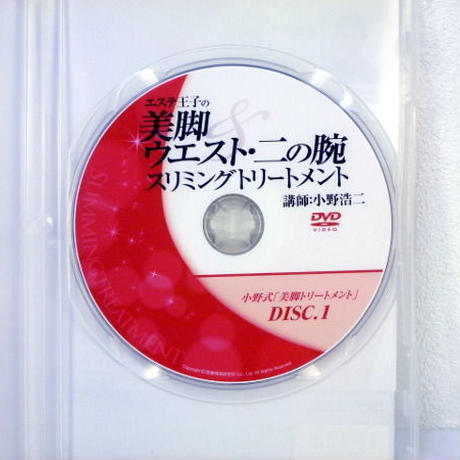 エステ王子の
美脚&
ウエスト・二の腕
スリミングトリートメント
講師:小野浩二
DVD
VIDEO
SLIMMING TREATMENT
小野式「美脚トリートメント」
DISC.1